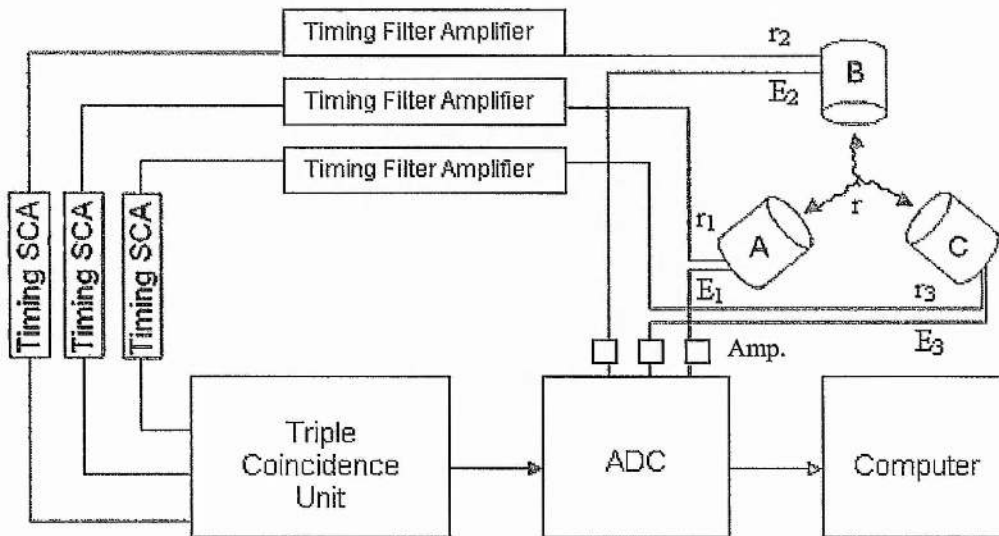 Timing Filter Amplifier
r2
B
E2
Timing Filter Amplifier
Timing Filter Amplifier
r
r1
A
C
Timing SCA
Timing SCA
Timing SCA
E1
r3
E3
Amp.
Triple
Coincidence
Unit
ADC
Computer